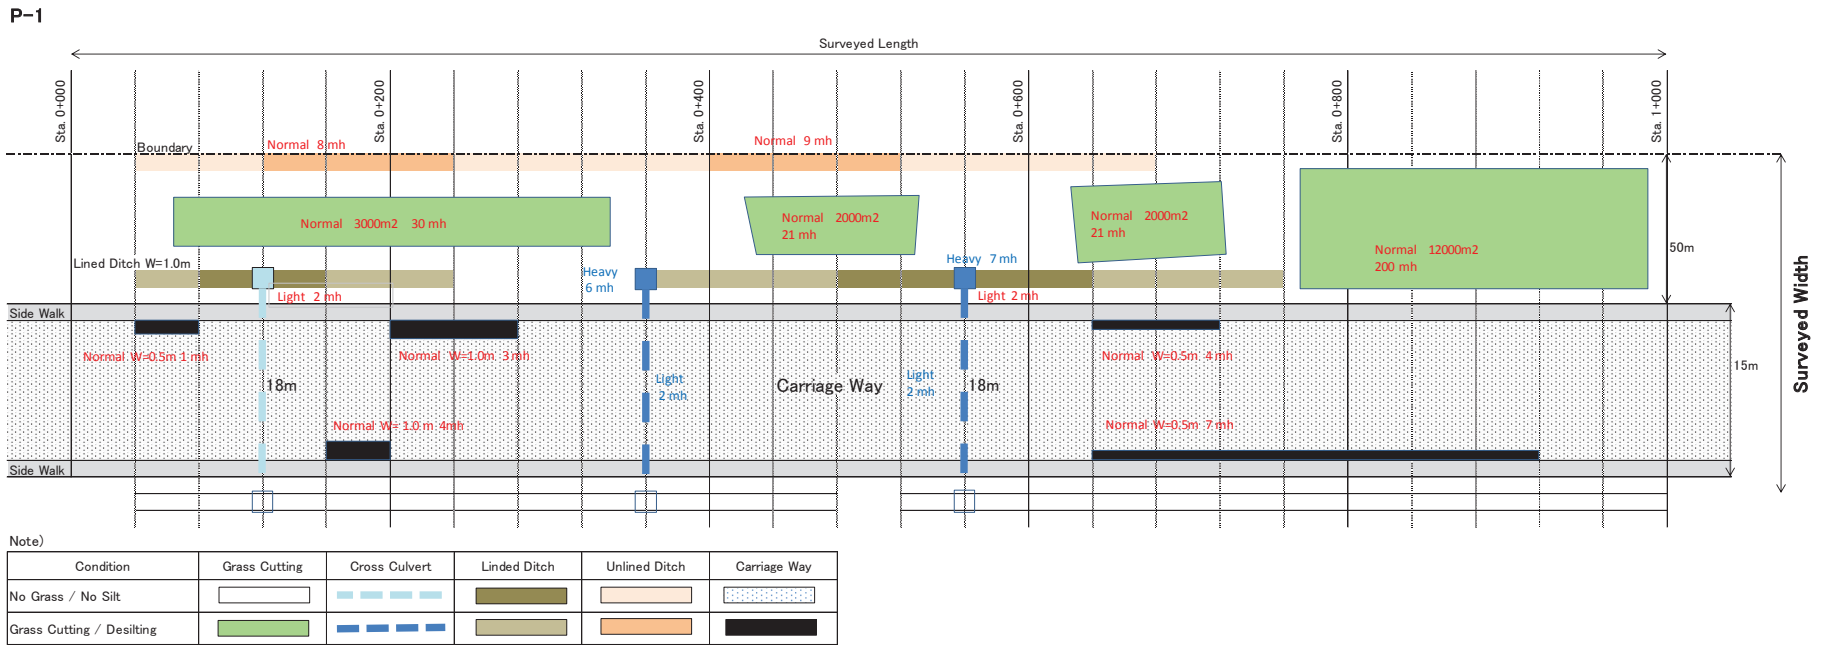 P-1
Surveyed Length
Sta. 0+000
Sta. 0+200
Sta. 0+400
Sta. 0+600
Sta. 0+800
Sta. 1+000
Boundary
Normal 8 mh
Normal 9 mh
Normal 3000m2 30 mh
Normal 2000m2
21 mh
Normal 2000m2
21 mh
Normal 12000m2
200 mh
50m
Lined Ditch W=1.0m
Heavy
6 mh
Heavy 7 mh
Light 2 mh
Light 2 mh
Side Walk
Normal W=0.5m 1 mh
Normal W=1.0m 3 mh
Normal W=0.5m 4 mh
15m
Surveyed Width
18m
Light
2 mh
Carriage Way
Light
2 mh
18m
Normal W= 1.0 m 4mh
Normal W=0.5m 7 mh
Side Walk
Note)
Condition Grass Cutting Cross Culvert Linded Ditch Unlined Ditch Carriage Way
No Grass / No Silt
Grass Cutting / Desilting